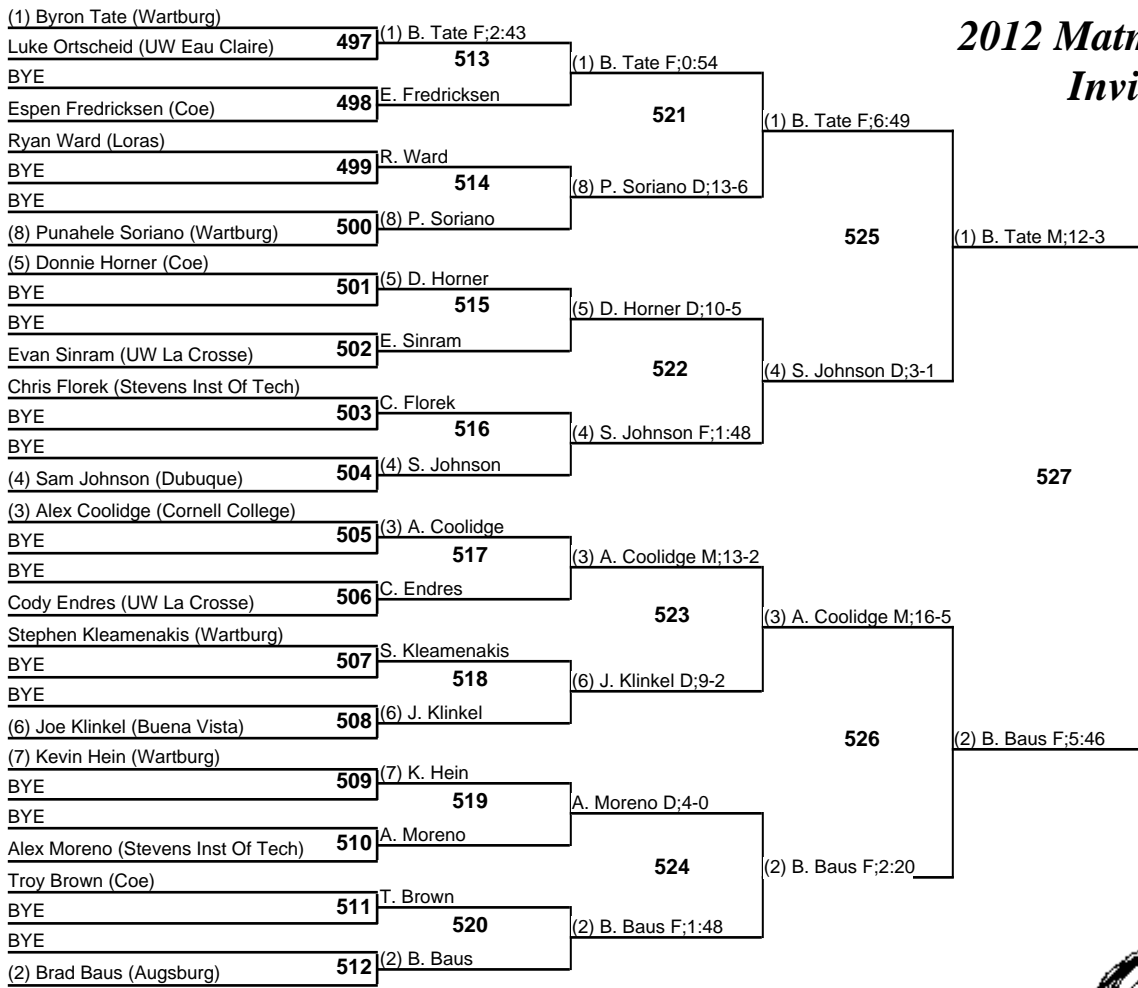 (1) Byron Tate (Wartburg)
Luke Ortscheid (UW Eau Claire) 497
BYE
Espen Fredricksen (Coe) 498
Ryan Ward (Loras)
BYE 499
BYE
(8) Punahele Soriano (Wartburg) 500
(5) Donnie Horner (Coe)
BYE 501
BYE
Evan Sinram (UW La Crosse) 502
Chris Florek (Stevens Inst Of Tech)
BYE 503
BYE
(4) Sam Johnson (Dubuque) 504
(3) Alex Coolidge (Cornell College)
BYE 505
BYE
Cody Endres (UW La Crosse) 506
Stephen Kleamenakis (Wartburg)
BYE 507
BYE
(6) Joe Klinkel (Buena Vista) 508
(7) Kevin Hein (Wartburg)
BYE 509
BYE
Alex Moreno (Stevens Inst Of Tech) 510
Troy Brown (Coe)
BYE 511
BYE
(2) Brad Baus (Augsburg) 512
(1) B. Tate F;2:43
513
E. Fredricksen
R. Ward
514
(8) P. Soriano
(5) D. Horner
515
E. Sinram
C. Florek
516
(4) S. Johnson
(3) A. Coolidge
517
C. Endres
S. Kleamenakis
518
(6) J. Klinkel
(7) K. Hein
519
A. Moreno
T. Brown
520
(2) B. Baus
(1) B. Tate F;0:54
521
(8) P. Soriano D;13-6
(5) D. Horner D;10-5
522
(4) S. Johnson F;1:48
(3) A. Coolidge M;13-2
523
(6) J. Klinkel D;9-2
A. Moreno D;4-0
524
(2) B. Baus F;1:48
(1) B. Tate F;6:49
525
(4) S. Johnson D;3-1
(3) A. Coolidge M;16-5
526
(2) B. Baus F;2:20
(1) B. Tate M;12-3
527
(2) B. Baus F;5:46
2012 Matm
Invi